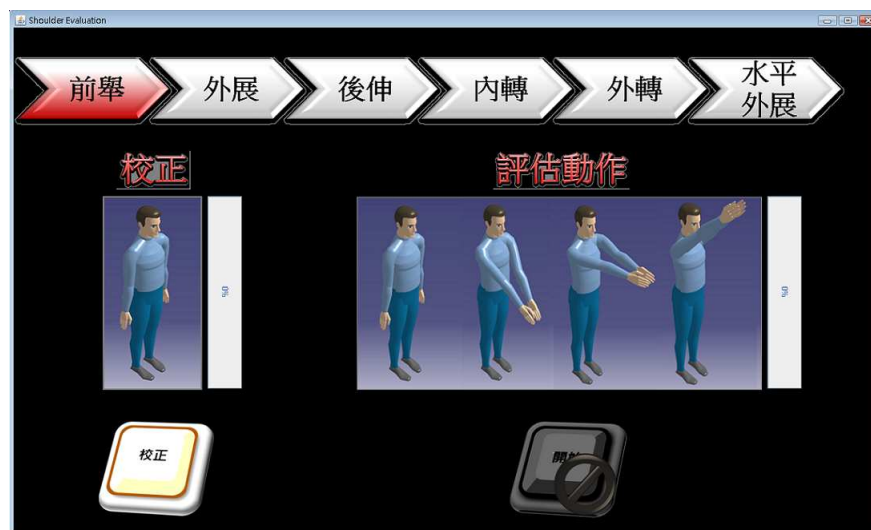 Shoulder Evaluation
前舉
外展
後伸
內轉
外轉
水平
外展
校正
評估動作
0%
0%
校正